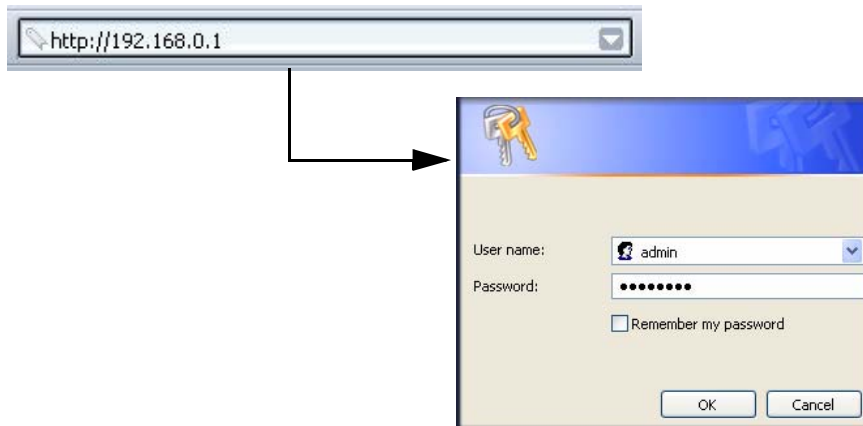 http://192.168.0.1
User name:
admin
Password:
••••••••
Remember my password
OK
Cancel